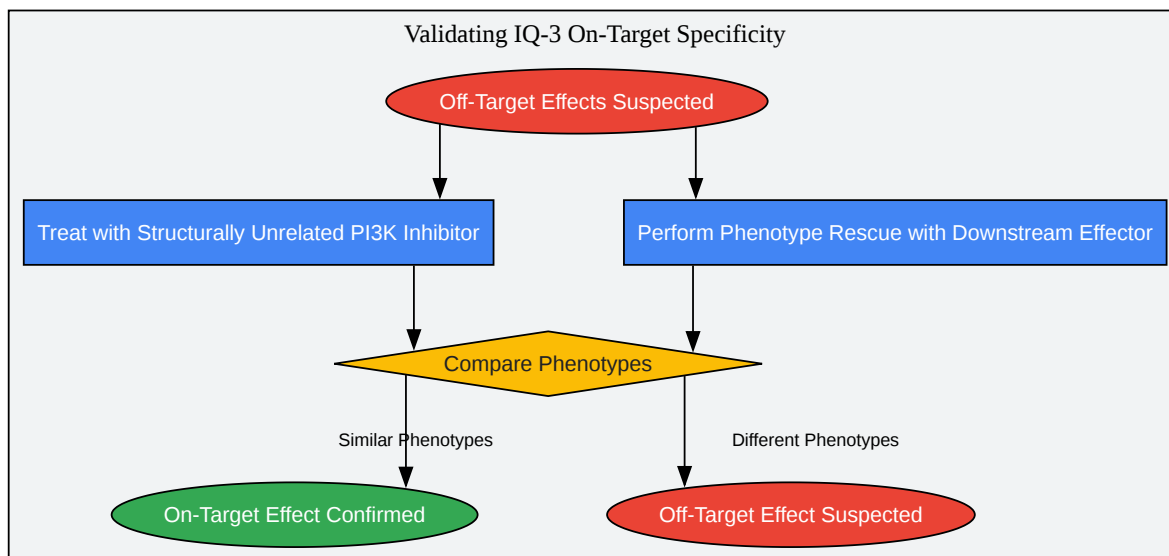 Validating IQ-3 On-Target Specificity
Off-Target Effects Suspected
Treat with Structurally Unrelated PI3K Inhibitor
Perform Phenotype Rescue with Downstream Effector
Compare Phenotypes
Similar Phenotypes
Different Phenotypes
On-Target Effect Confirmed
Off-Target Effect Suspected